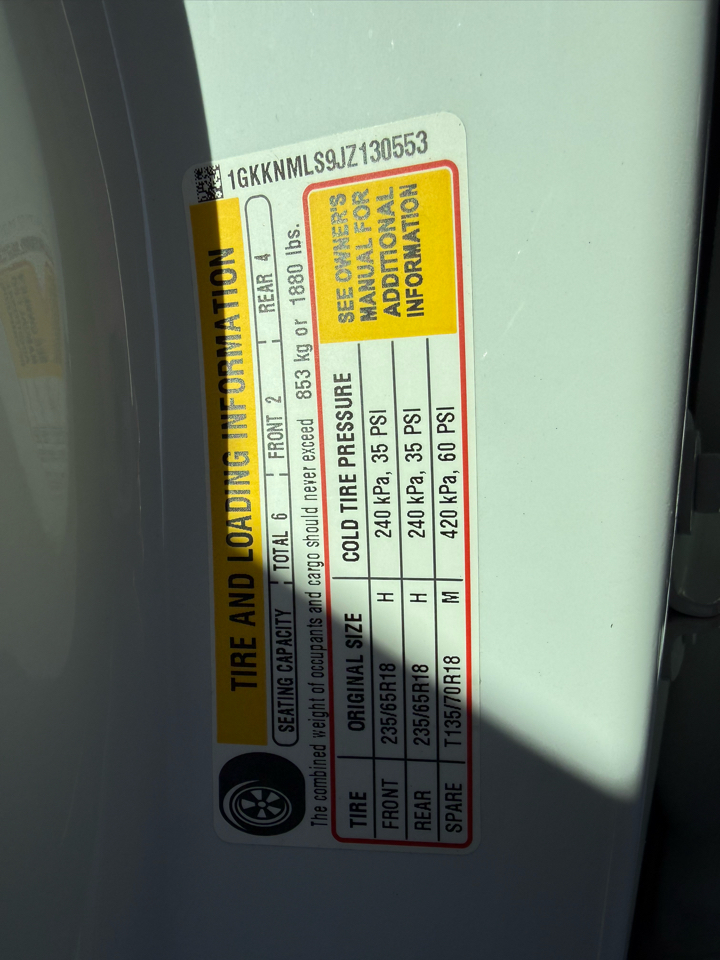 1GKKNMLS9JZ130553
TIRE AND LOADING INFORMATION
SEATING CAPACITY TOTAL 6 FRONT 2 REAR 4
The combined weight of occupants and cargo should never exceed 853 kg or 1880 lbs.
TIRE ORIGINAL SIZE COLD TIRE PRESSURE
FRONT 235/65R18 H 240 kPa, 35 PSI
REAR 235/65R18 H 240 kPa, 35 PSI
SPARE T135/70R18 M 420 kPa, 60 PSI
SEE OWNER'S
MANUAL FOR
ADDITIONAL
INFORMATION